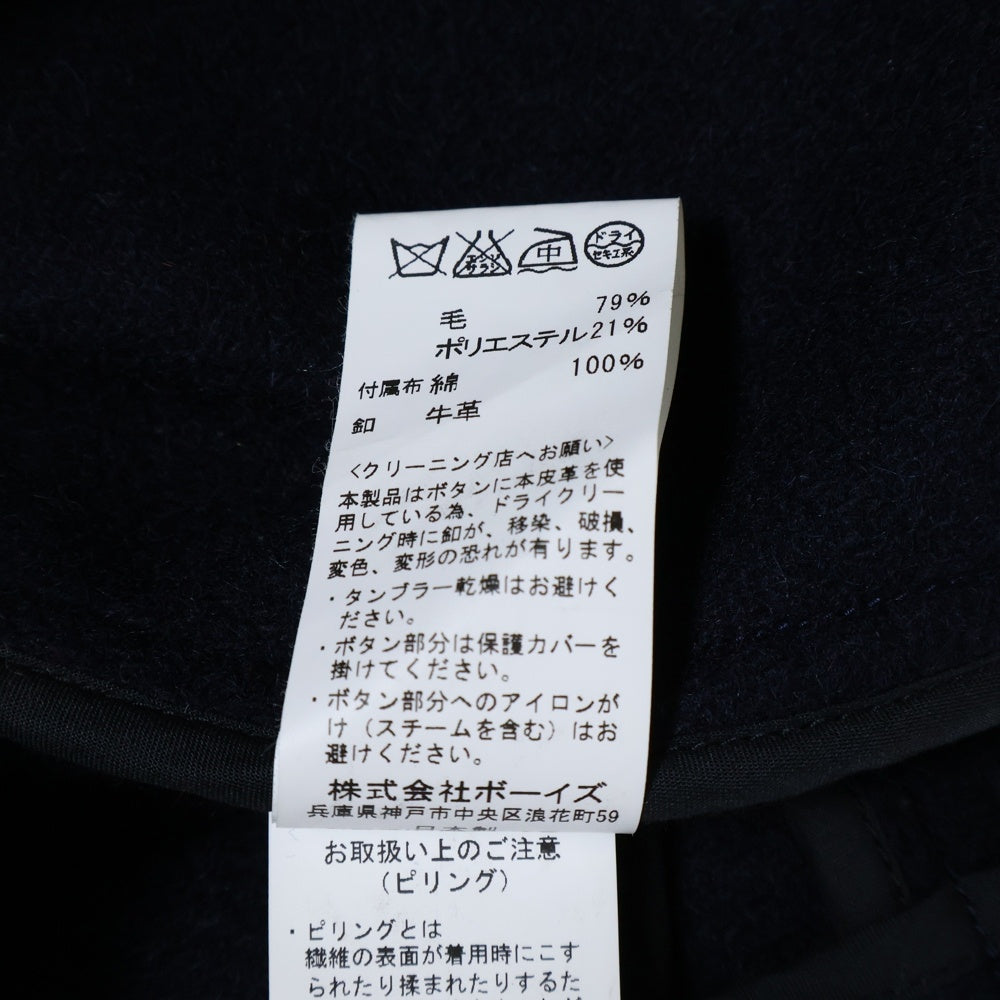 エンソ サラシ 中 ドライ セキユ系
毛 79%
ポリエステル21%
付属布 綿 100%
釦 牛革
<クリーニング店へお願い>
本製品はボタンに本皮革を使
用している為、ドライクリー
ニング時に釦が、移染、破損、
変色、変形の恐れが有ります。
・タンブラー乾燥はお避けく
ださい。
・ボタン部分は保護カバーを
掛けてください。
・ボタン部分へのアイロンが
け（スチームを含む）はお
避けください。
株式会社ボーイズ
兵庫県神戸市中央区浪花町59
お取扱い上のご注意
（ピリング）
・ピリングとは
繊維の表面が着用時にこす
られたり揉まれたりするた